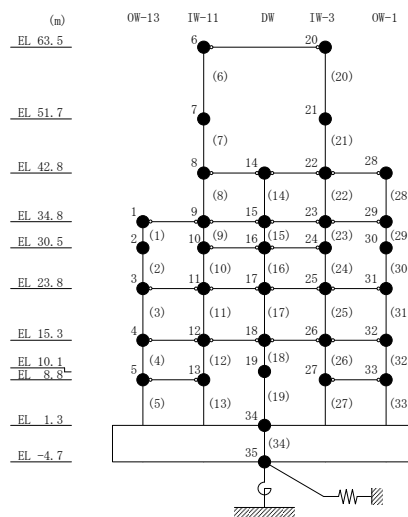 (m) OW-13 IW-11 DW IW-3 OW-1
EL 63.5 6 20
(6) (20)
EL 51.7 7 21
(7) (21)
EL 42.8 8 14 22 28
(8) (14) (22) (28)
EL 34.8 1 9 15 23 29
(1) (9) (15) (23) (29)
EL 30.5 2 10 16 24 30
(2) (10) (16) (24) (30)
EL 23.8 3 11 17 25 31
(3) (11) (17) (25) (31)
EL 15.3 4 12 18 26 32
(4) (12) (18) (26) (32)
EL 10.1 19
EL 8.8 5 13 27 33
(5) (13) (19) (27) (33)
EL 1.3 34
(34)
EL -4.7 35